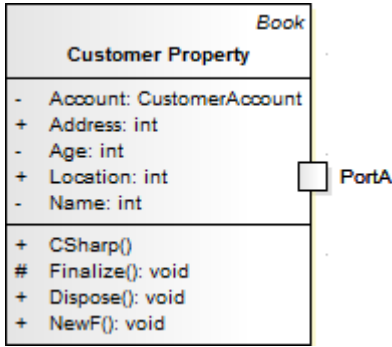 Book
Customer Property
- Account: CustomerAccount
+ Address: int
- Age: int
+ Location: int
- Name: int
PortA
+ CSharp()
# Finalize(): void
+ Dispose(): void
+ NewF(): void